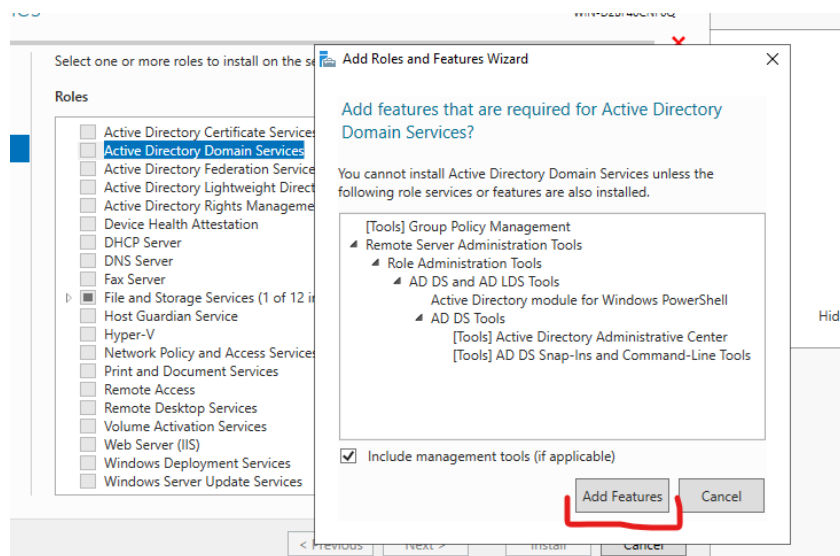 Select one or more roles to install on the se
Roles
Active Directory Certificate Services
Active Directory Domain Services
Active Directory Federation Service
Active Directory Lightweight Direct
Active Directory Rights Manageme
Device Health Attestation
DHCP Server
DNS Server
Fax Server
File and Storage Services (1 of 12 in
Host Guardian Service
Hyper-V
Network Policy and Access Services
Print and Document Services
Remote Access
Remote Desktop Services
Volume Activation Services
Web Server (IIS)
Windows Deployment Services
Windows Server Update Services
< Previous
Next >
Install
Cancel
Add Roles and Features Wizard
Add features that are required for Active Directory
Domain Services?
You cannot install Active Directory Domain Services unless the
following role services or features are also installed.
[Tools] Group Policy Management
Remote Server Administration Tools
Role Administration Tools
AD DS and AD LDS Tools
Active Directory module for Windows PowerShell
AD DS Tools
[Tools] Active Directory Administrative Center
[Tools] AD DS Snap-Ins and Command-Line Tools
Include management tools (if applicable)
Add Features
Cancel
Hid